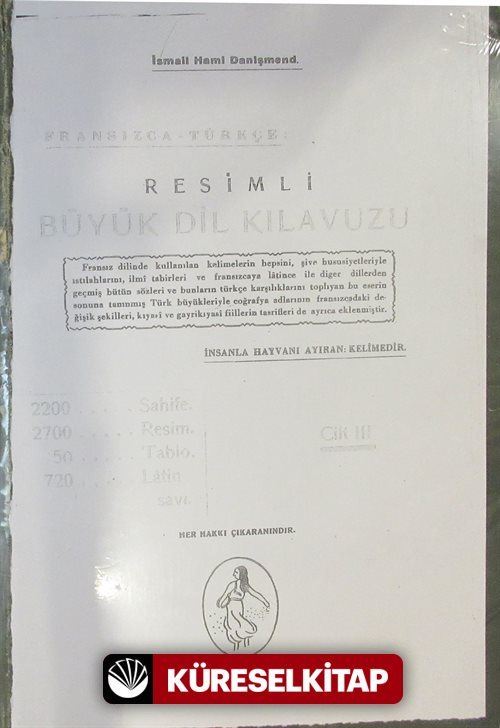 İsmail Hami Danişmend.
FRANSIZCA - TÜRKÇE:
RESİMLİ
BÜYÜK DİL KILAVUZU
Fransız dilinde kullanılan kelimelerin hepsini, şive hususiyetleriyle
ıstılahlarını, ilmî tabirleri ve fransızcaya lâtince ile diger dillerden
geçmiş bütün sözleri ve bunların türkçe karşılıklarını toplıyan bu eserin
sonuna tanınmış Türk büyükleriyle coğrafya adlarının fransızcadaki de-
ğişik şekilleri, kıyasî ve gayrikıyasî fiillerin tasrifleri de ayrıca eklenmiştir.
İNSANLA HAYVANI AYIRAN: KELİMEDİR.
2200 ..... Sahife.
2700 ..... Resim.
50 ..... Tablo.
720 ..... Lâtin
sayı.
Cilt III
HER HAKKI ÇIKARANINDIR.
KÜRESELKİTAP